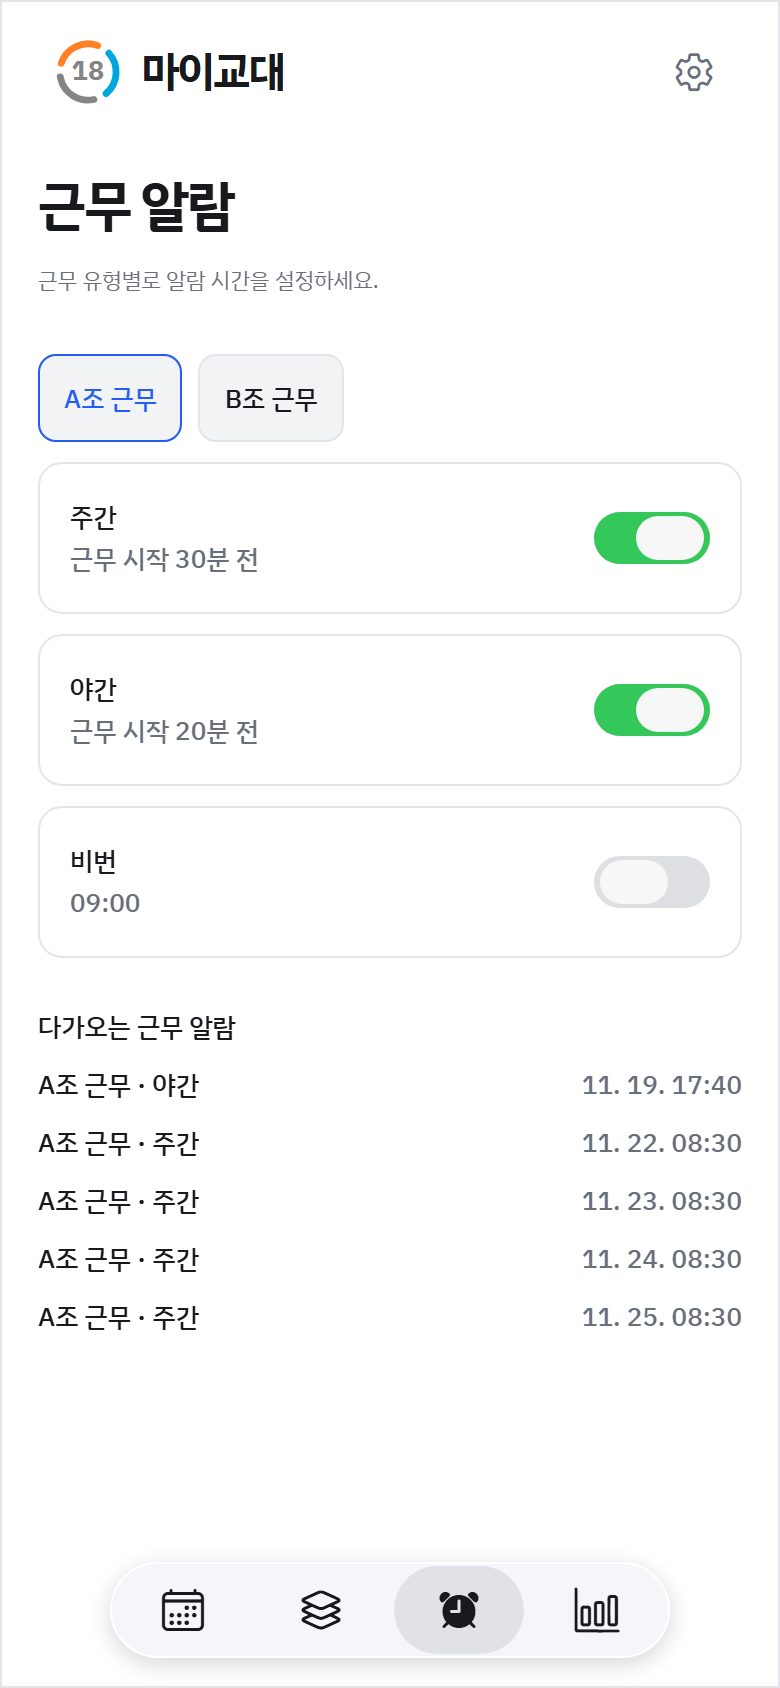 18 마이교대
근무 알람
근무 유형별로 알람 시간을 설정하세요.
A조 근무 B조 근무
주간
근무 시작 30분 전
야간
근무 시작 20분 전
비번
09:00
다가오는 근무 알람
A조 근무 · 야간 11. 19. 17:40
A조 근무 · 주간 11. 22. 08:30
A조 근무 · 주간 11. 23. 08:30
A조 근무 · 주간 11. 24. 08:30
A조 근무 · 주간 11. 25. 08:30